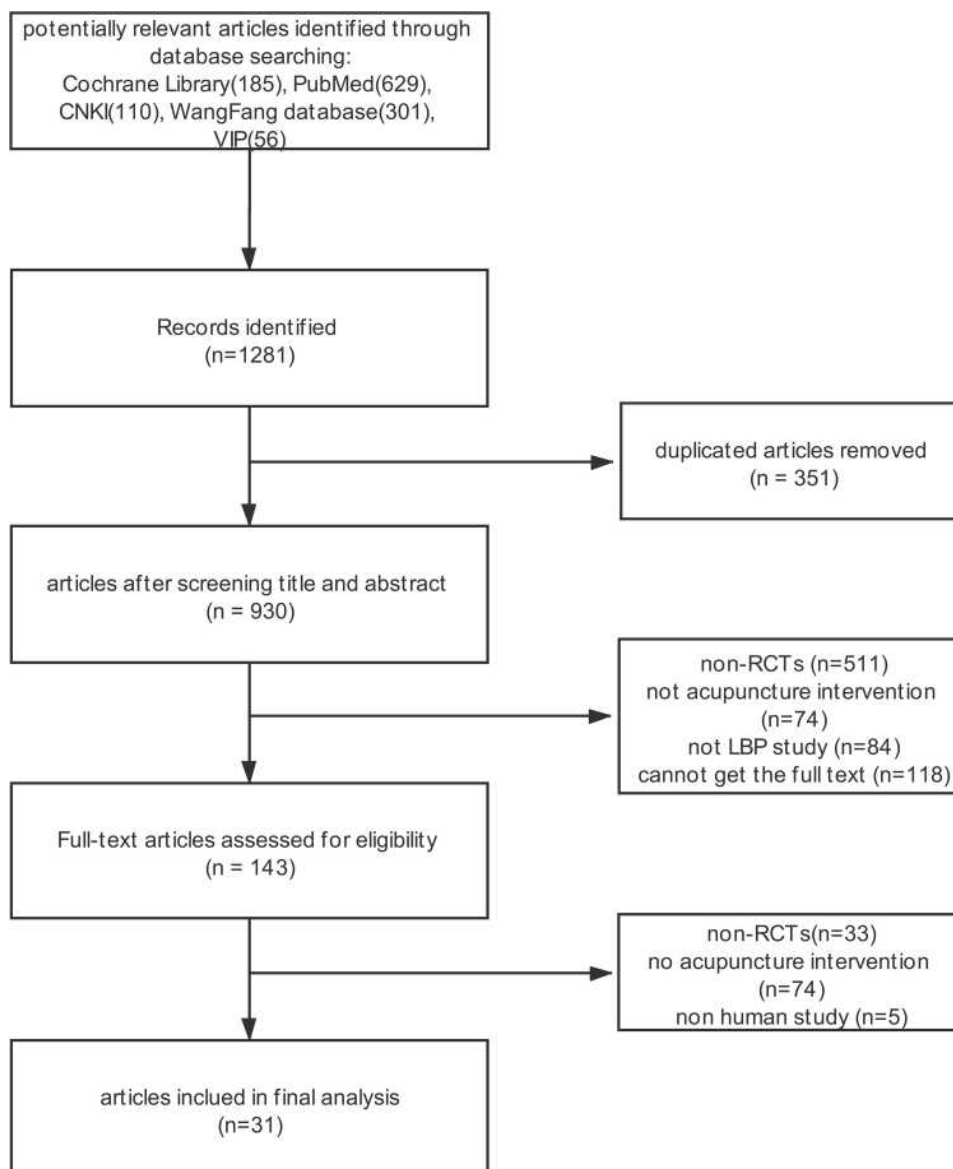 potentially relevant articles identified through
database searching:
Cochrane Library(185), PubMed(629),
CNKI(110), WangFang database(301),
VIP(56)
Records identified
(n=1281)
duplicated articles removed
(n = 351)
articles after screening title and abstract
(n = 930)
non-RCTs (n=511)
not acupuncture intervention
(n=74)
not LBP study (n=84)
cannot get the full text (n=118)
Full-text articles assessed for eligibility
(n = 143)
non-RCTs(n=33)
no acupuncture intervention
(n=74)
non human study (n=5)
articles inclued in final analysis
(n=31)